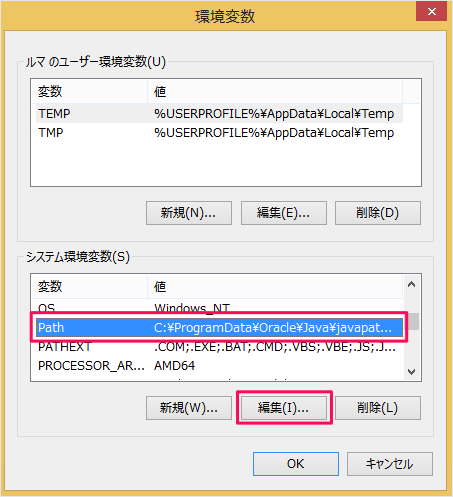 環境変数
ルマ のユーザー環境変数(U)
変数 値
TEMP %USERPROFILE%¥AppData¥Local¥Temp
TMP %USERPROFILE%¥AppData¥Local¥Temp
新規(N)... 編集(E)... 削除(D)
システム環境変数(S)
変数 値
OS Windows_NT
Path C:¥ProgramData¥Oracle¥Java¥javapat...
PATHEXT .COM;.EXE;.BAT;.CMD;.VBS;.VBE;.JS;.J...
PROCESSOR_AR... AMD64
新規(W)... 編集(I)... 削除(L)
OK キャンセル